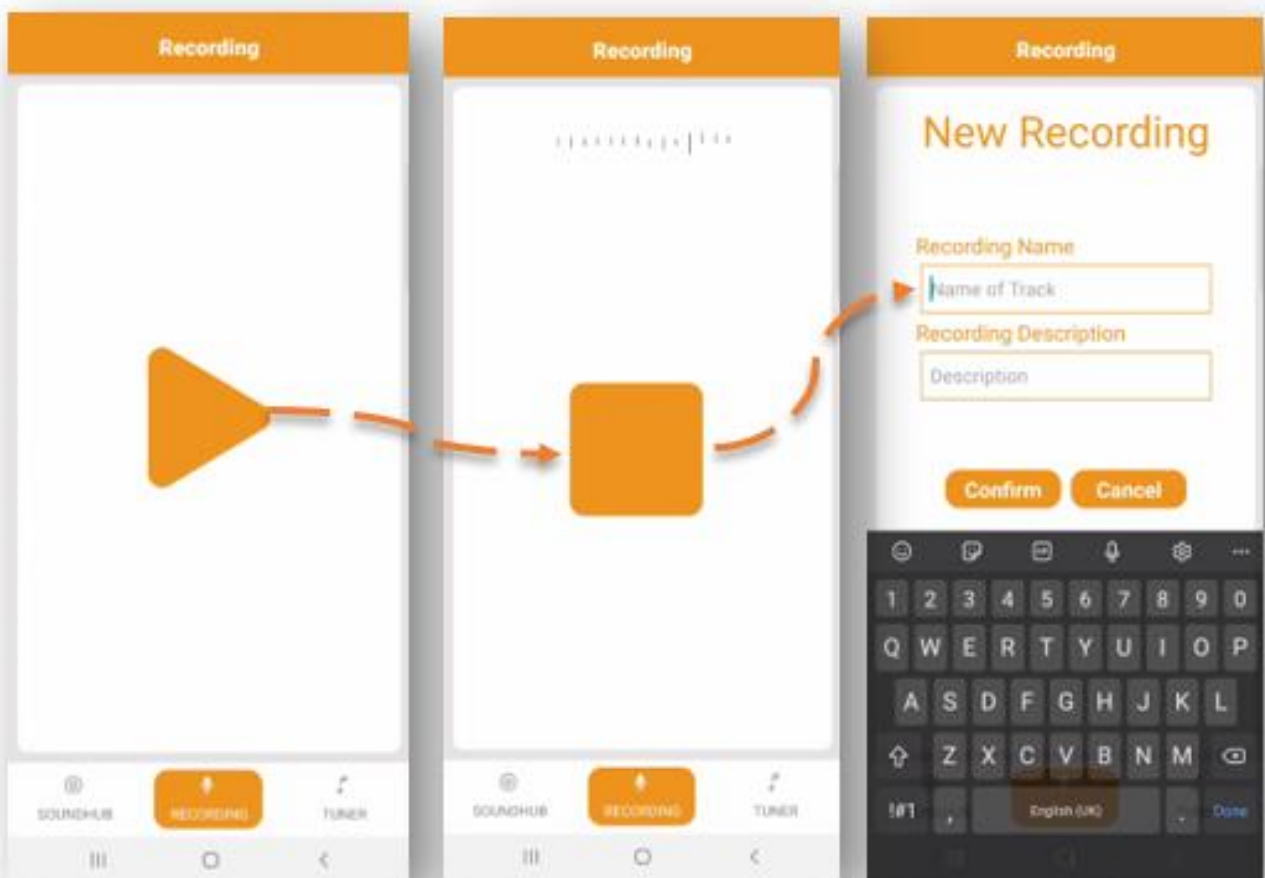 Recording
SOUNDHUB
RECORDING
TUNER
Recording
SOUNDHUB
RECORDING
TUNER
Recording
New Recording
Recording Name
Name of Track
Recording Description
Description
Confirm Cancel
1 2 3 4 5 6 7 8 9 0
Q W E R T Y U I O P
A S D F G H J K L
Z X C V B N M
!#1 , English (UK) . Done